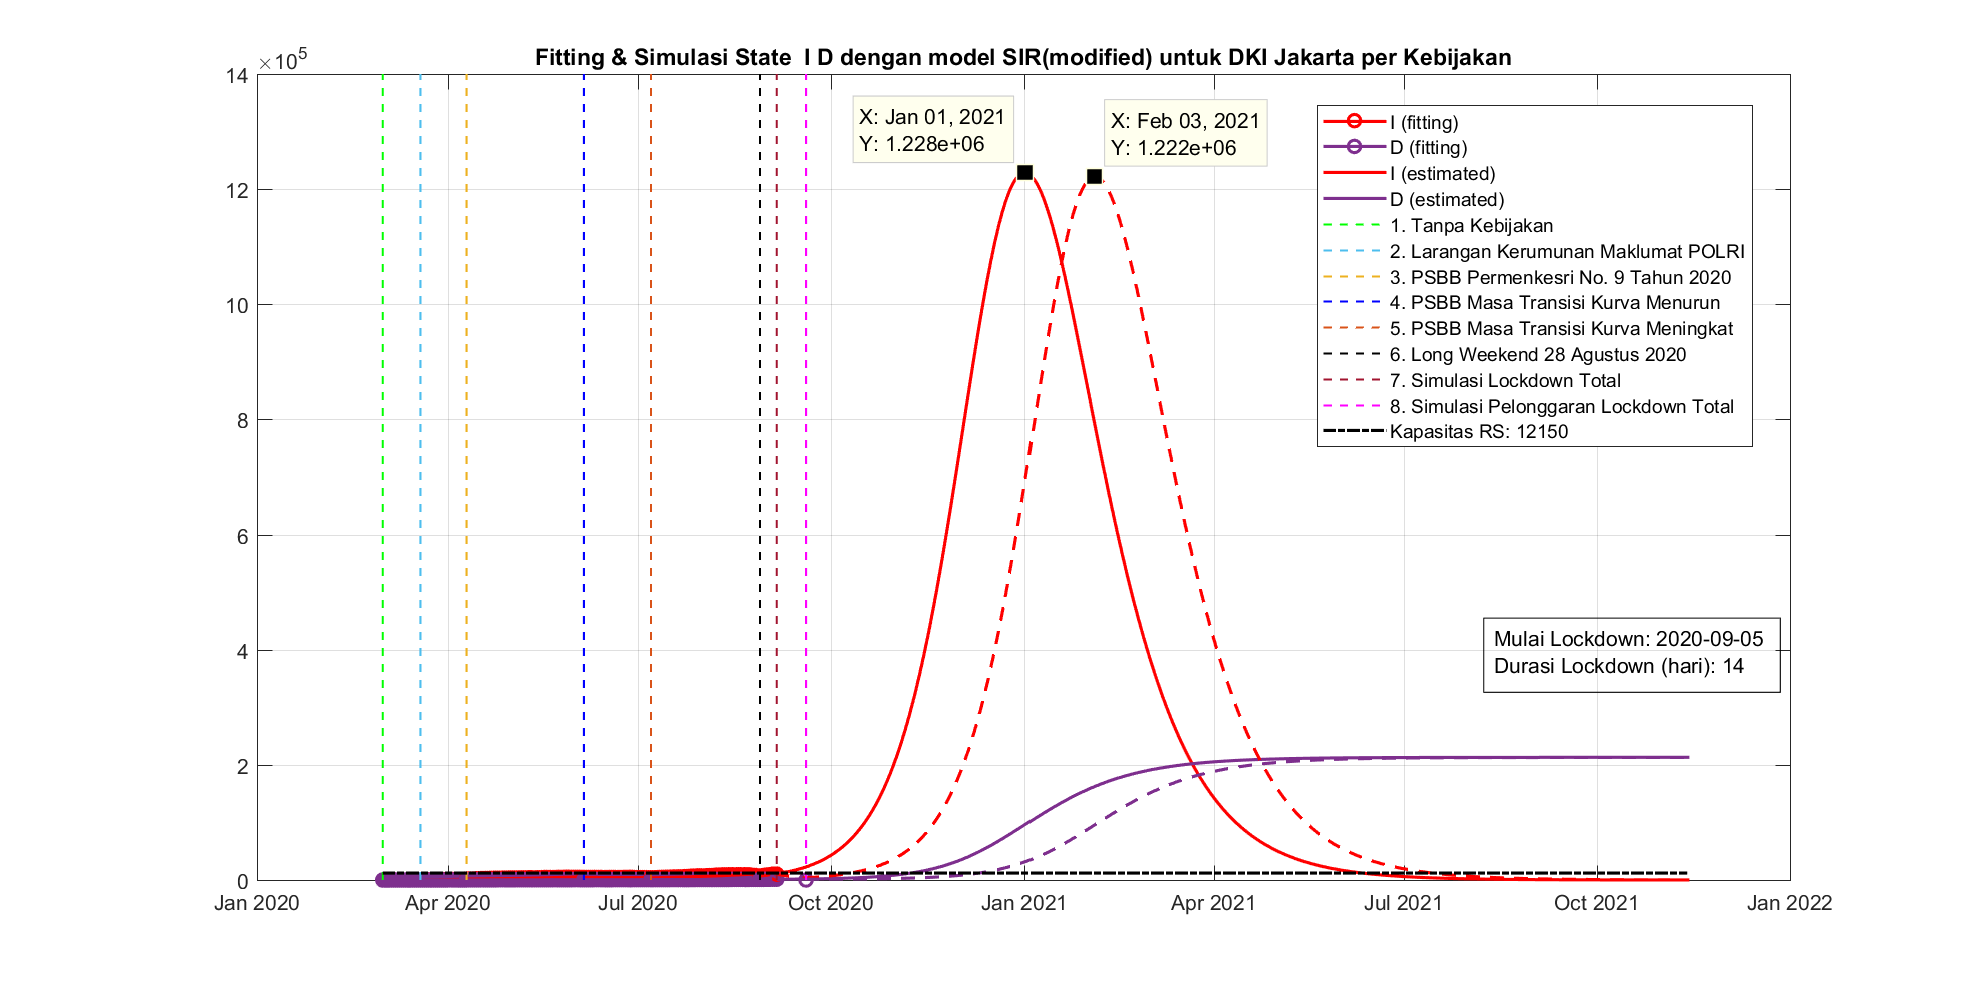 Fitting & Simulasi State I D dengan model SIR(modified) untuk DKI Jakarta per Kebijakan
×10^5
14
12
10
8
6
4
2
0
X: Jan 01, 2021
Y: 1.228e+06
X: Feb 03, 2021
Y: 1.222e+06
I (fitting)
D (fitting)
I (estimated)
D (estimated)
1. Tanpa Kebijakan
2. Larangan Kerumunan Maklumat POLRI
3. PSBB Permenkesri No. 9 Tahun 2020
4. PSBB Masa Transisi Kurva Menurun
5. PSBB Masa Transisi Kurva Meningkat
6. Long Weekend 28 Agustus 2020
7. Simulasi Lockdown Total
8. Simulasi Pelonggaran Lockdown Total
Kapasitas RS: 12150
Mulai Lockdown: 2020-09-05
Durasi Lockdown (hari): 14
Jan 2020
Apr 2020
Jul 2020
Oct 2020
Jan 2021
Apr 2021
Jul 2021
Oct 2021
Jan 2022